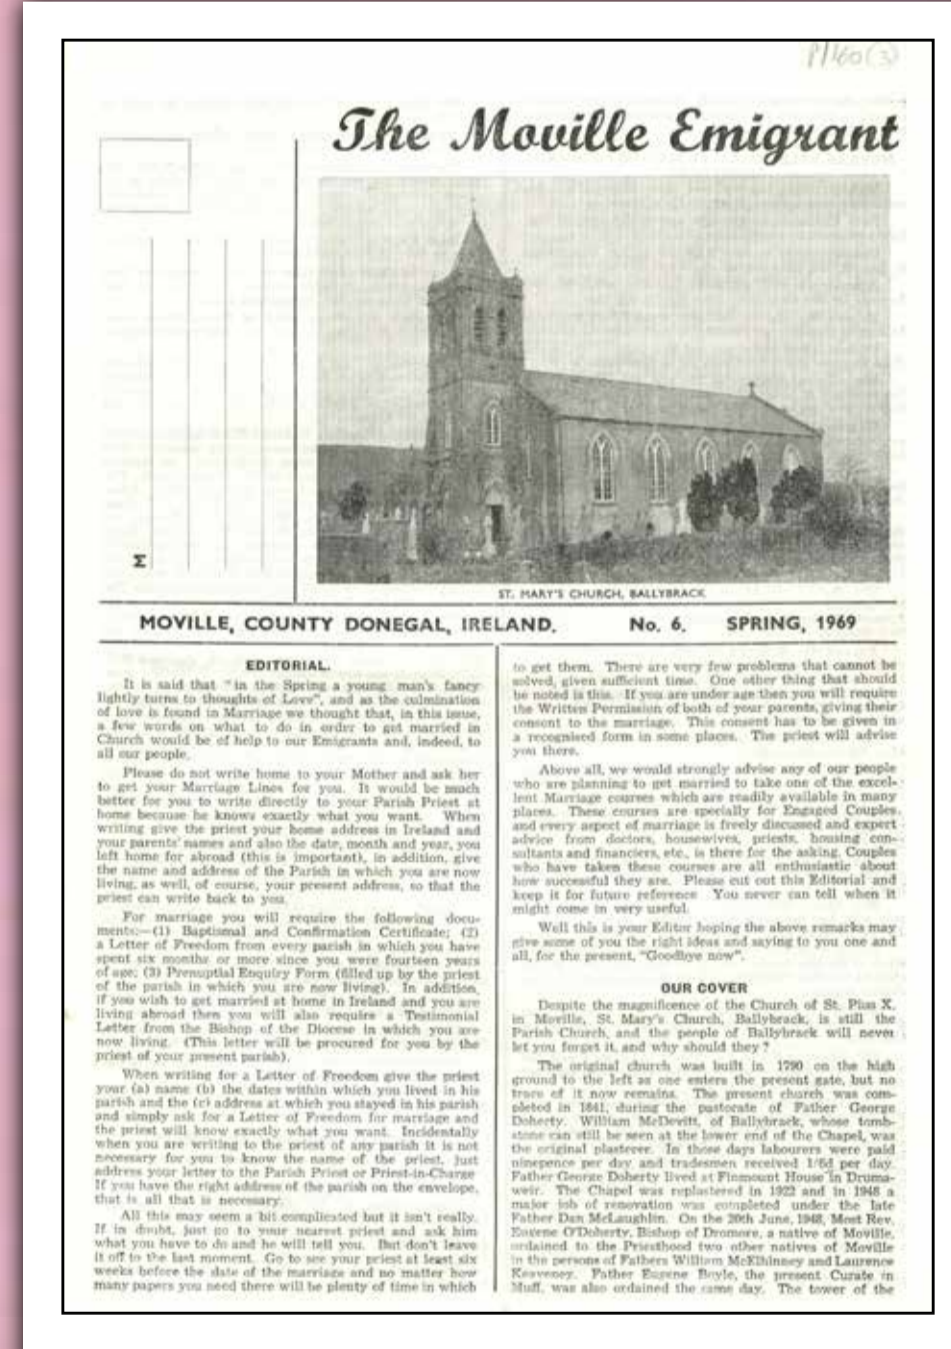 P/160(3)
The Moville Emigrant
M
ST. MARY'S CHURCH, BALLYBRACK
MOVILLE, COUNTY DONEGAL, IRELAND. No. 6. SPRING, 1969
EDITORIAL.
It is said that "in the Spring a young man's fancy
lightly turns to thoughts of Love", and as the culmination
of love is found in Marriage we thought that, in this issue,
a few words on what to do in order to get married in
Church would be of help to our Emigrants and, indeed, to
all our people.
Please do not write home to your Mother and ask her
to get your Marriage Lines for you. It would be much
better for you to write directly to your Parish Priest at
home because he knows exactly what you want. When
writing give the priest your home address in Ireland and
your parents' names and also the date, month and year, you
left home for abroad (this is important), in addition, give
the name and address of the Parish in which you are now
living, as well, of course, your present address, so that the
priest can write back to you.
For marriage you will require the following docu-
ments:—(1) Baptismal and Confirmation Certificate; (2)
a Letter of Freedom from every parish in which you have
spent six months or more since you were fourteen years
of age; (3) Prenuptial Enquiry Form (filled up by the priest
of the parish in which you are now living). In addition,
if you wish to get married at home in Ireland and you are
living abroad then you will also require a Testimonial
Letter from the Bishop of the Diocese in which you are
now living. (This letter will be procured for you by the
priest of your present parish).
When writing for a Letter of Freedom give the priest
your (a) name (b) the dates within which you lived in his
parish and the (c) address at which you stayed in his parish
and simply ask for a Letter of Freedom for marriage and
the priest will know exactly what you want. Incidentally
when you are writing to the priest of any parish it is not
necessary for you to know the name of the priest, just
address your letter to the Parish Priest or Priest-in-Charge
If you have the right address of the parish on the envelope,
that is all that is necessary.
All this may seem a bit complicated but it isn't really.
If in doubt, just go to your nearest priest and ask him
what you have to do and he will tell you. But don't leave
it off to the last moment. Go to see your priest at least six
weeks before the date of the marriage and no matter how
many papers you need there will be plenty of time in which
to get them. There are very few problems that cannot be
solved, given sufficient time. One other thing that should
be noted is this. If you are under age then you will require
the Written Permission of both of your parents, giving their
consent to the marriage. This consent has to be given in
a recognised form in some places. The priest will advise
you there.
Above all, we would strongly advise any of our people
who are planning to get married to take one of the excel-
lent Marriage courses which are readily available in many
places. These courses are specially for Engaged Couples,
and every aspect of marriage is freely discussed and expert
advice from doctors, housewives, priests, housing con-
sultants and financiers, etc., is there for the asking. Couples
who have taken these courses are all enthusiastic about
how successful they are. Please cut out this Editorial and
keep it for future reference You never can tell when it
might come in very useful.
Well this is your Editor hoping the above remarks may
give some of you the right ideas and saying to you one and
all, for the present, "Goodbye now".
OUR COVER
Despite the magnificence of the Church of St. Pius X,
in Moville, St. Mary's Church, Ballybrack, is still the
Parish Church, and the people of Ballybrack will never
let you forget it, and why should they?
The original church was built in 1790 on the high
ground to the left as one enters the present gate, but no
trace of it now remains. The present church was com-
pleted in 1841, during the pastorate of Father George
Doherty. William McDevitt, of Ballybrack, whose tomb-
stone can still be seen at the lower end of the Chapel, was
the original plasterer. In those days labourers were paid
ninepence per day and tradesmen received 1/6d per day.
Father George Doherty lived at Finmount House in Druma-
weir. The Chapel was replastered in 1922 and in 1948 a
major job of renovation was completed under the late
Father Dan McLaughlin. On the 20th June, 1948, Most Rev.
Eugene O'Doherty, Bishop of Dromore, a native of Moville,
ordained to the Priesthood two other natives of Moville
in the persons of Fathers William McElhinney and Laurence
Keaveney. Father Eugene Boyle, the present Curate in
Muff, was also ordained the same day. The tower of the